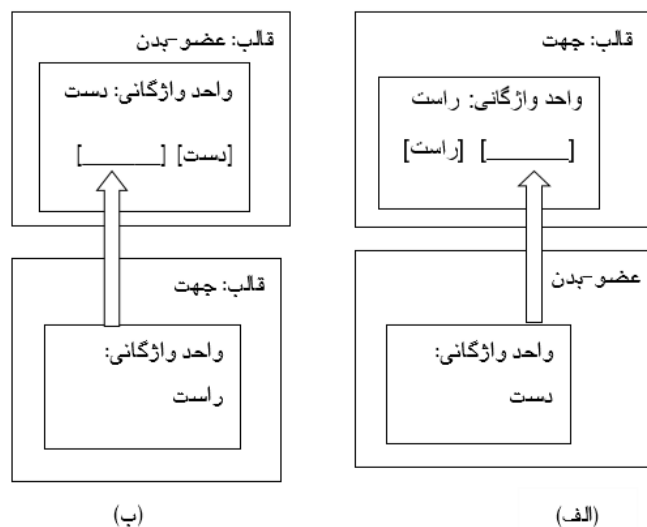 قالب: جهت
واحد واژگانی: راست
[_______] [راست]
عضو-بدن
واحد واژگانی:
دست
(الف)
قالب: عضو-بدن
واحد واژگانی: دست
[دست] [_______]
قالب: جهت
واحد واژگانی:
راست
(ب)